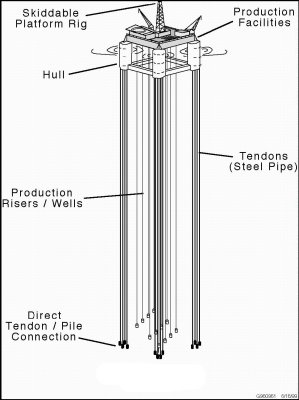 Skiddable
Platform Rig
Production
Facilities
Hull
Tendons
(Steel Pipe)
Production
Risers / Wells
Direct
Tendon / Pile
Connection